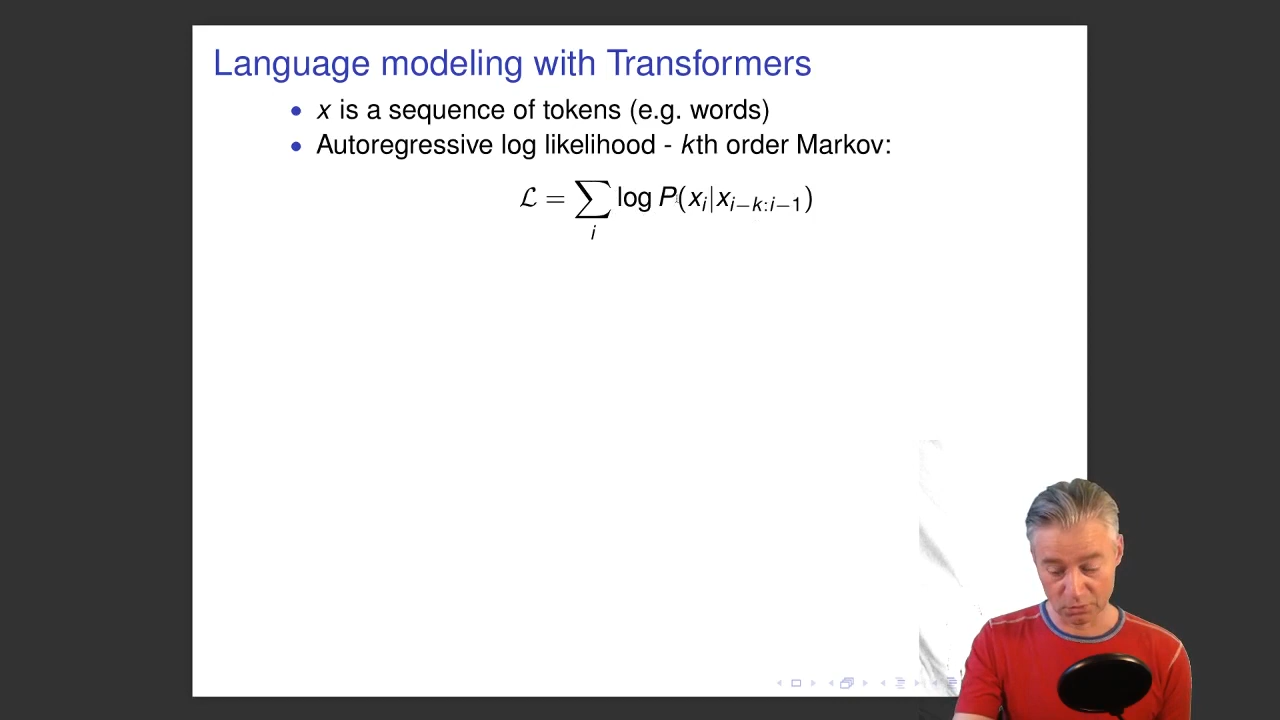 Language modeling with Transformers
• x is a sequence of tokens (e.g. words)
• Autoregressive log likelihood - kth order Markov:
ℒ = ∑_i log P(x_i|x_{i−k:i−1})